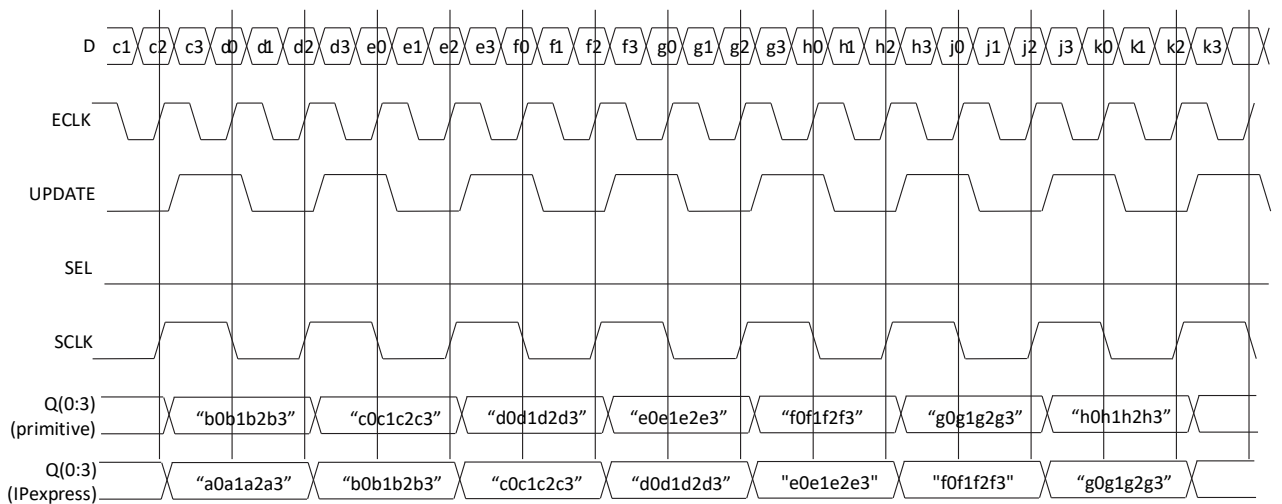 D c1 c2 c3 d0 d1 d2 d3 e0 e1 e2 e3 f0 f1 f2 f3 g0 g1 g2 g3 h0 h1 h2 h3 j0 j1 j2 j3 k0 k1 k2 k3
ECLK
UPDATE
SEL
SCLK
Q(0:3)
(primitive) “b0b1b2b3” “c0c1c2c3” “d0d1d2d3” “e0e1e2e3” “f0f1f2f3” “g0g1g2g3” “h0h1h2h3”
Q(0:3)
(IPexpress) “a0a1a2a3” “b0b1b2b3” “c0c1c2c3” “d0d1d2d3” "e0e1e2e3" "f0f1f2f3" “g0g1g2g3”